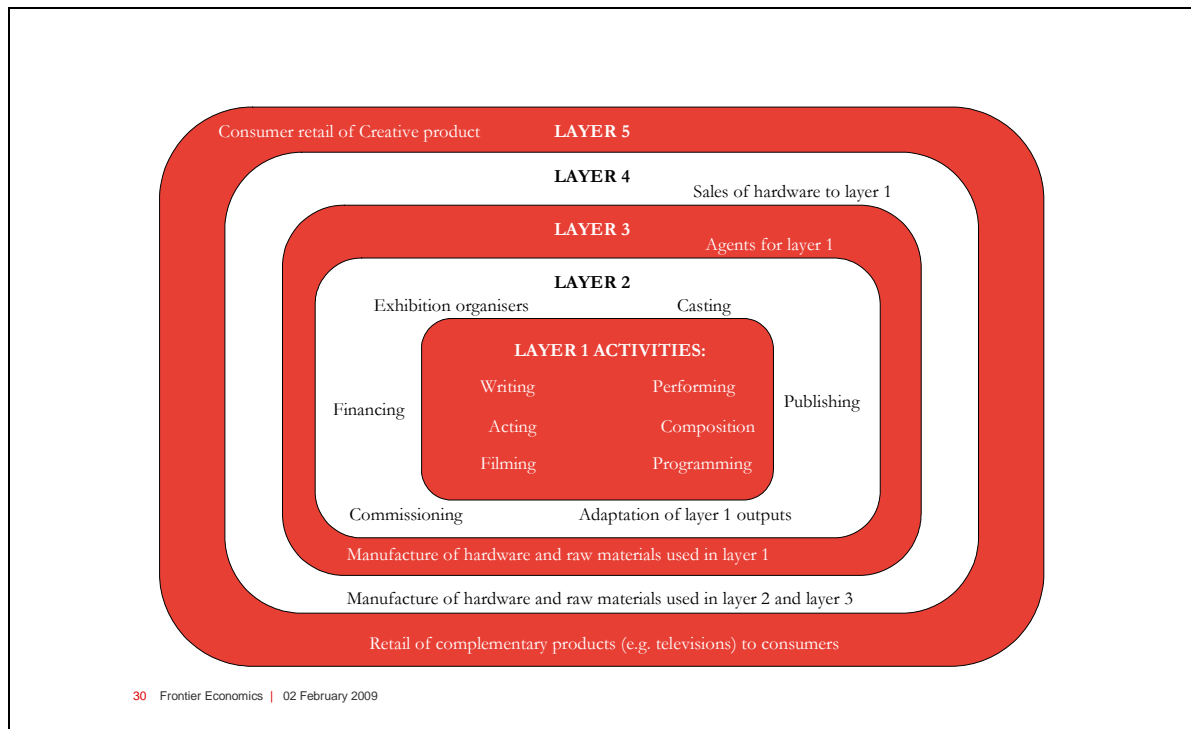 Consumer retail of Creative product LAYER 5
LAYER 4
Sales of hardware to layer 1
LAYER 3
Agents for layer 1
LAYER 2
Exhibition organisers Casting
LAYER 1 ACTIVITIES:
Writing Performing
Financing Publishing
Acting Composition
Filming Programming
Commissioning Adaptation of layer 1 outputs
Manufacture of hardware and raw materials used in layer 1
Manufacture of hardware and raw materials used in layer 2 and layer 3
Retail of complementary products (e.g. televisions) to consumers
30 Frontier Economics | 02 February 2009